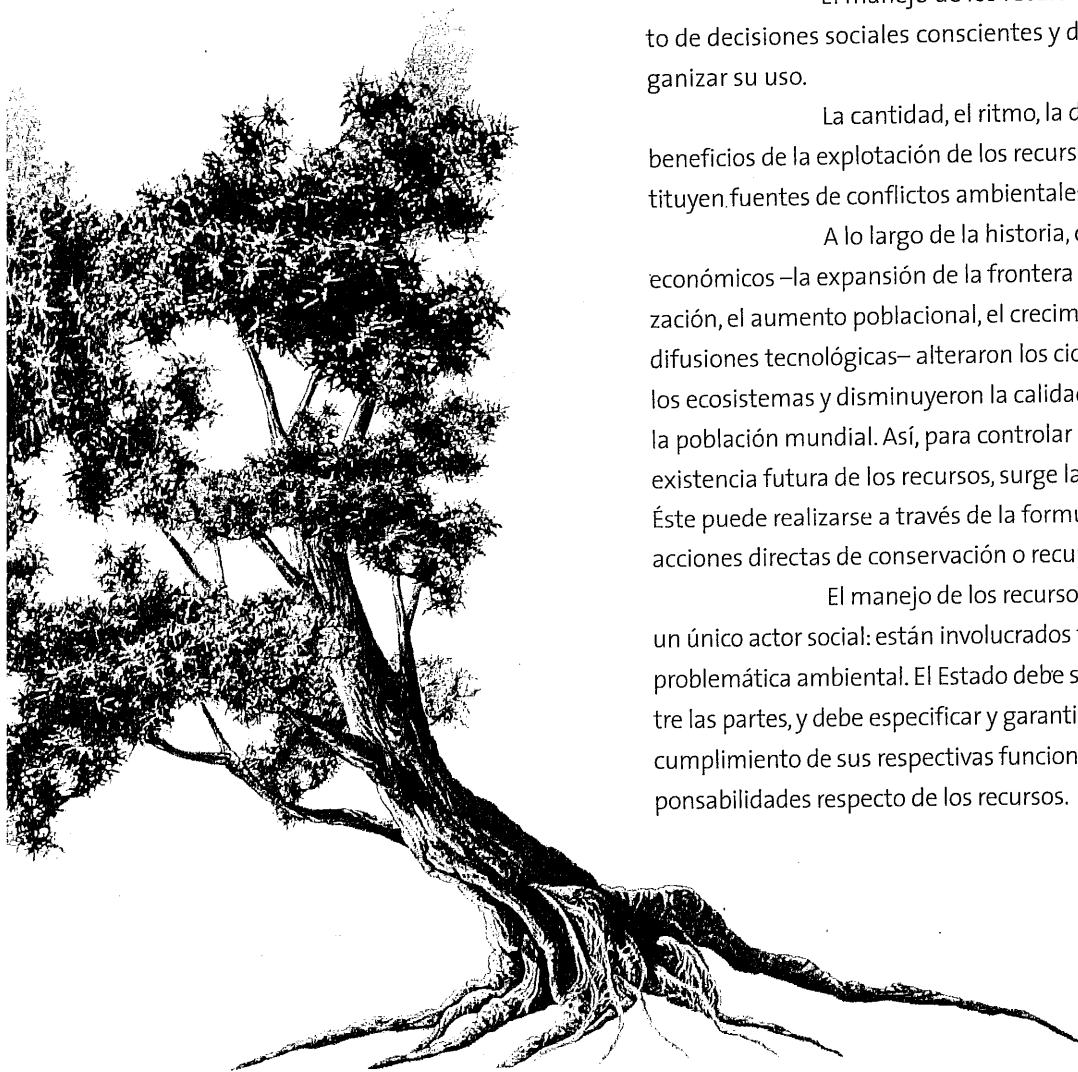 El manejo de los
to de decisiones sociales conscientes y d
ganizar su uso.
La cantidad, el ritmo, la d
beneficios de la explotación de los recurs
tituyen fuentes de conflictos ambientale
A lo largo de la historia,
económicos –la expansión de la frontera
zación, el aumento poblacional, el crecim
difusiones tecnológicas– alteraron los cic
los ecosistemas y disminuyeron la calida
la población mundial. Así, para controlar
existencia futura de los recursos, surge la
Éste puede realizarse a través de la formu
acciones directas de conservación o recu
El manejo de los recurso
un único actor social: están involucrados
problemática ambiental. El Estado debe s
tre las partes, y debe especificar y garanti
cumplimiento de sus respectivas funcion
ponsabilidades respecto de los recursos.